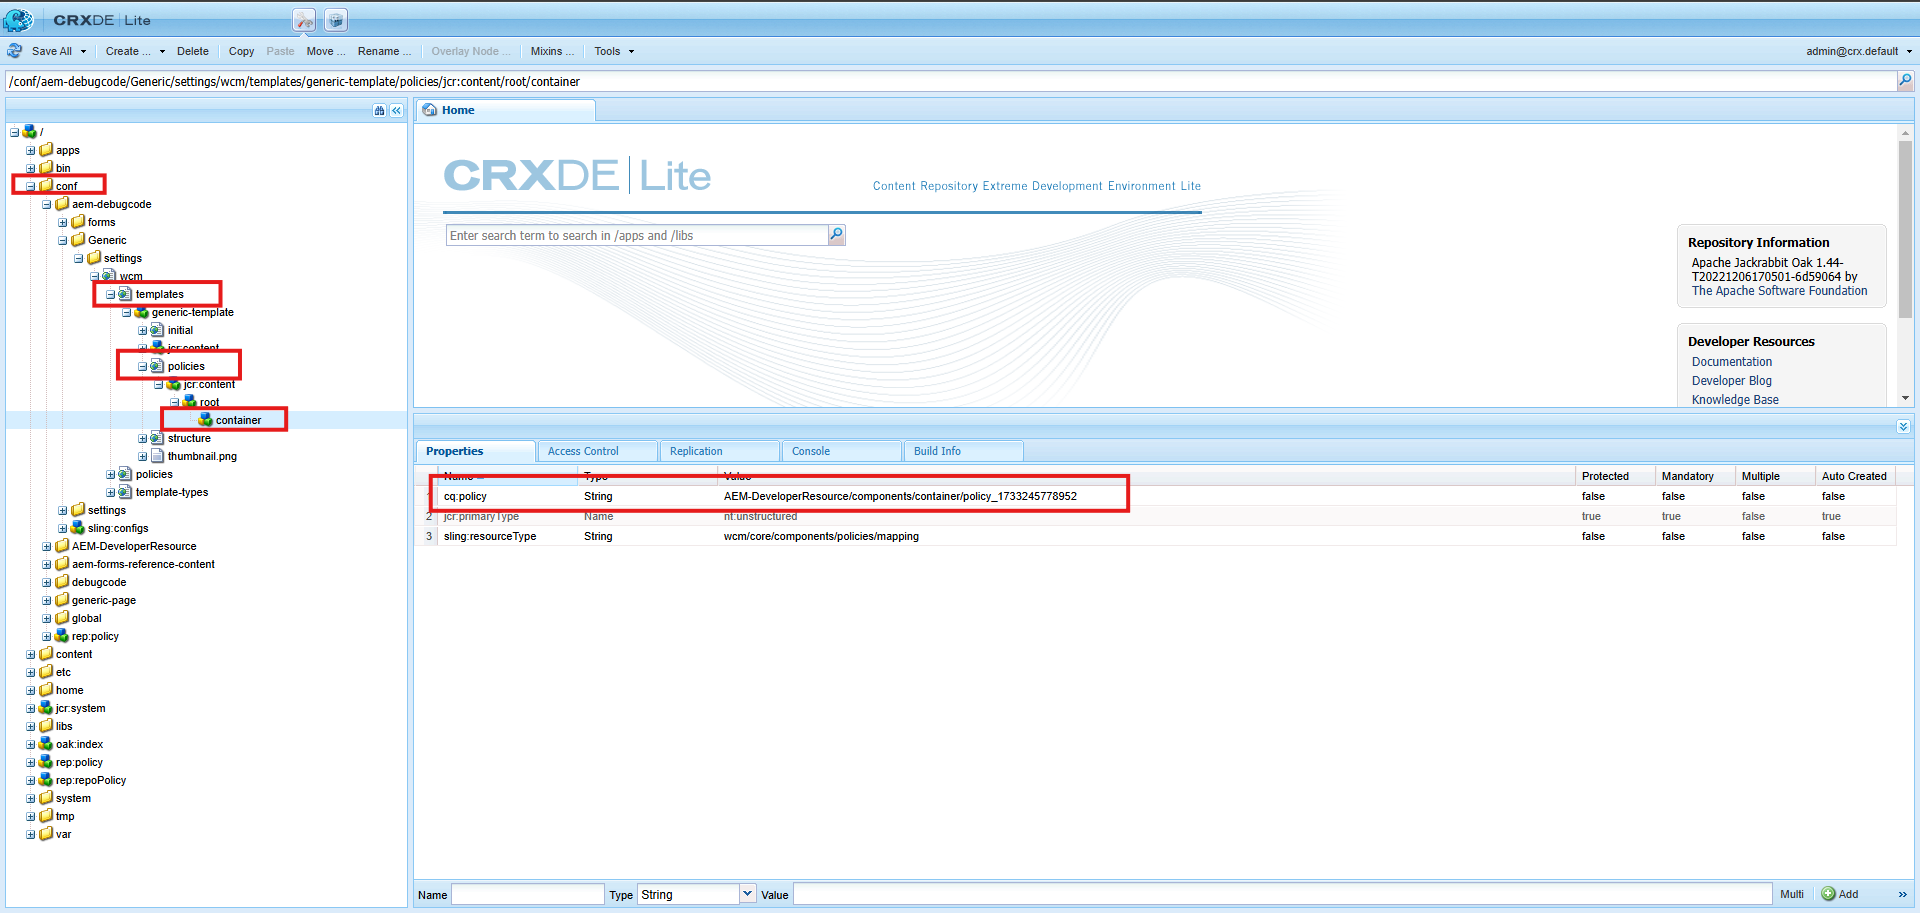 CRXDE | Lite
Save All Create ... Delete Copy Paste Move ... Rename ... Overlay Node ... Mixins ... Tools admin@crx.default
/conf/aem-debugcode/Generic/settings/wcm/templates/generic-template/policies/jcr:content/root/container
/
apps
bin
conf
aem-debugcode
forms
Generic
settings
wcm
templates
generic-template
initial
jcr:content
policies
jcr:content
root
container
structure
thumbnail.png
policies
template-types
settings
sling:configs
AEM-DeveloperResource
aem-forms-reference-content
debugcode
generic-page
global
rep:policy
content
etc
home
jcr:system
libs
oak:index
rep:policy
rep:repoPolicy
system
tmp
var
Home
CRXDE | Lite
Content Repository Extreme Development Environment Lite
Enter search term to search in /apps and /libs
Repository Information
Apache Jackrabbit Oak 1.44-
T20221206170501-6d59064 by
The Apache Software Foundation
Developer Resources
Documentation
Developer Blog
Knowledge Base
Properties Access Control Replication Console Build Info
Name Type Value Protected Mandatory Multiple Auto Created
1 cq:policy String AEM-DeveloperResource/components/container/policy_1733245778952 false false false false
2 jcr:primaryType Name nt:unstructured true true false true
3 sling:resourceType String wcm/core/components/policies/mapping false false false false
Name Type String Value Multi Add »